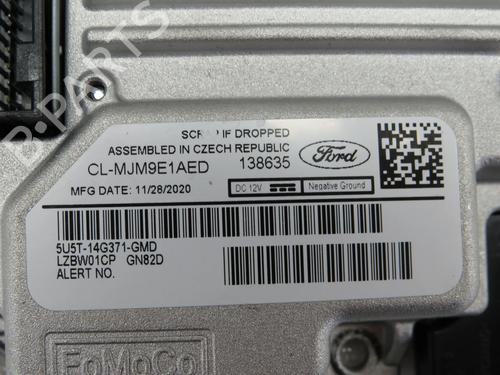 SCRAP IF DROPPED
ASSEMBLED IN CZECH REPUBLIC
CL-MJM9E1AED 138635
Ford
MFG DATE: 11/28/2020
DC 12V
Negative Ground
5U5T-14G371-GMD
LZBW01CP GN82D
ALERT NO.
FoMoCo
B-PARTS